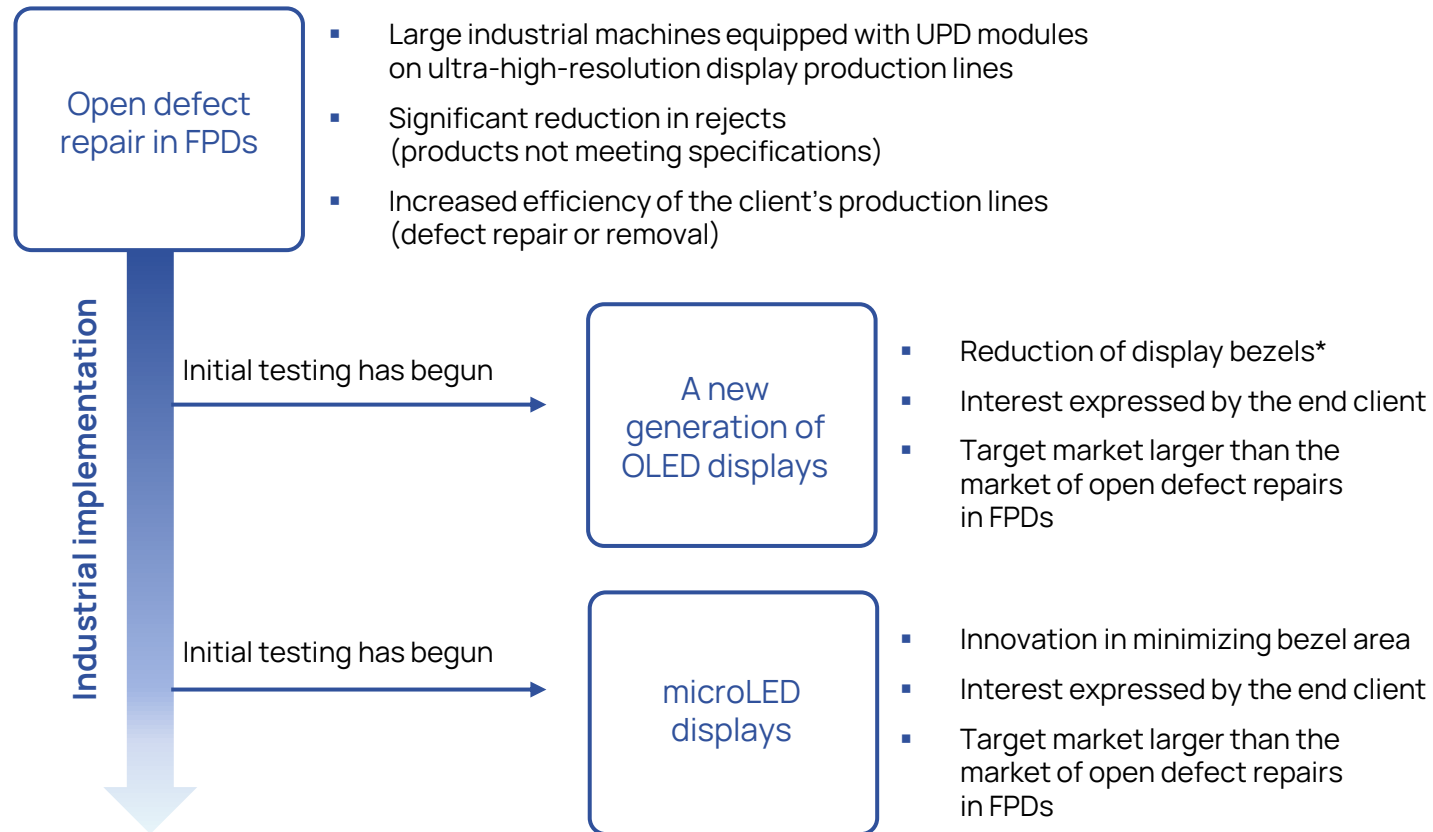 Open defect
repair in FPDs
▪ Large industrial machines equipped with UPD modules
on ultra-high-resolution display production lines
▪ Significant reduction in rejects
(products not meeting specifications)
▪ Increased efficiency of the client's production lines
(defect repair or removal)
Industrial implementation
Initial testing has begun
A new
generation of
OLED displays
▪ Reduction of display bezels*
▪ Interest expressed by the end client
▪ Target market larger than the
market of open defect repairs
in FPDs
Initial testing has begun
microLED
displays
▪ Innovation in minimizing bezel area
▪ Interest expressed by the end client
▪ Target market larger than the
market of open defect repairs
in FPDs